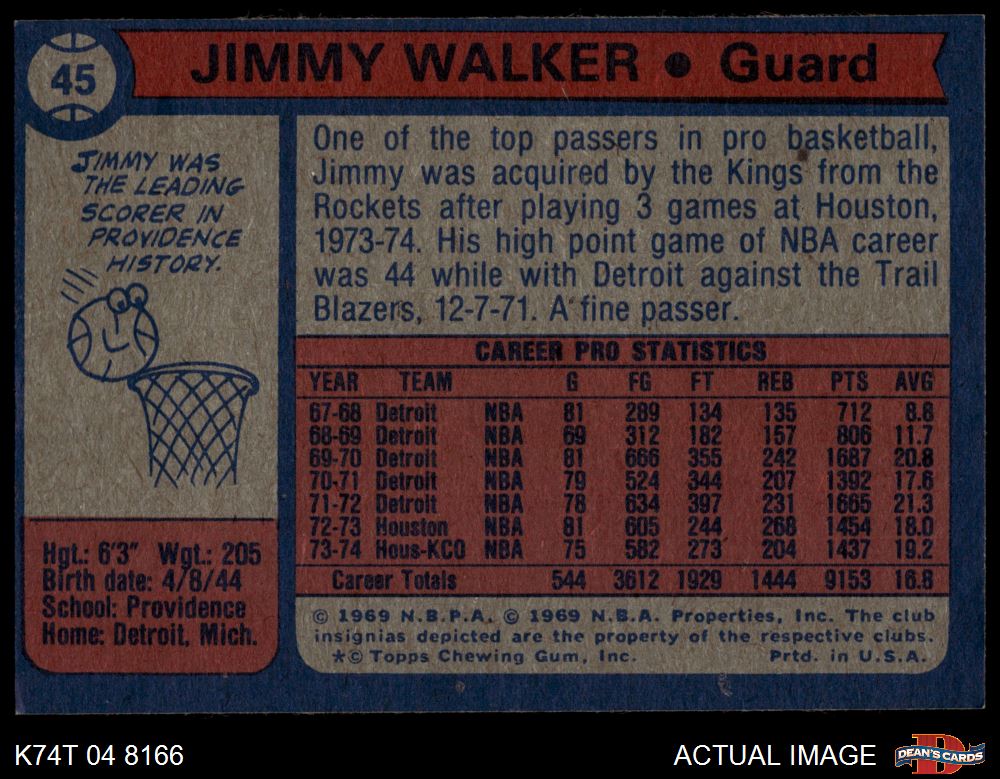 45
JIMMY WALKER ● Guard
JIMMY WAS
THE LEADING
SCORER IN
PROVIDENCE
HISTORY.
Hgt.: 6'3" Wgt.: 205
Birth date: 4/8/44
School: Providence
Home: Detroit, Mich.
One of the top passers in pro basketball,
Jimmy was acquired by the Kings from the
Rockets after playing 3 games at Houston,
1973-74. His high point game of NBA career
was 44 while with Detroit against the Trail
Blazers, 12-7-71. A fine passer.
CAREER PRO STATISTICS
YEAR TEAM G FG FT REB PTS AVG
67-68 Detroit NBA 81 289 134 135 712 8.8
68-69 Detroit NBA 69 312 182 157 806 11.7
69-70 Detroit NBA 81 666 355 242 1687 20.8
70-71 Detroit NBA 79 524 344 207 1392 17.6
71-72 Detroit NBA 78 634 397 231 1665 21.3
72-73 Houston NBA 81 605 244 268 1454 18.0
73-74 Hous-KCO NBA 75 582 273 204 1437 19.2
Career Totals 544 3612 1929 1444 9153 16.8
© 1969 N.B.P.A. © 1969 N.B.A. Properties, Inc. The club
insignias depicted are the property of the respective clubs.
*© Topps Chewing Gum, Inc. Prtd. in U.S.A.
K74T 04 8166
ACTUAL IMAGE
D
DEAN'S CARDS